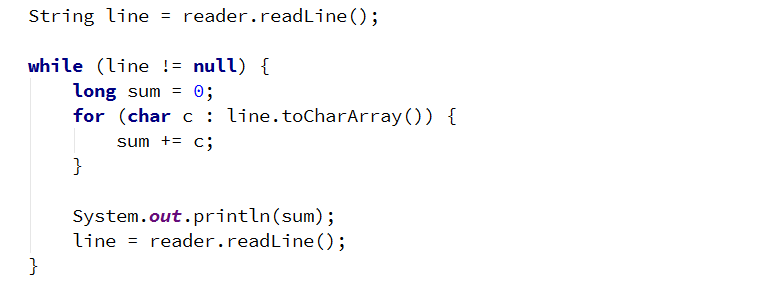 String line = reader.readLine();
while (line != null) {
    long sum = 0;
    for (char c : line.toCharArray()) {
        sum += c;
    }
    System.out.println(sum);
    line = reader.readLine();
}